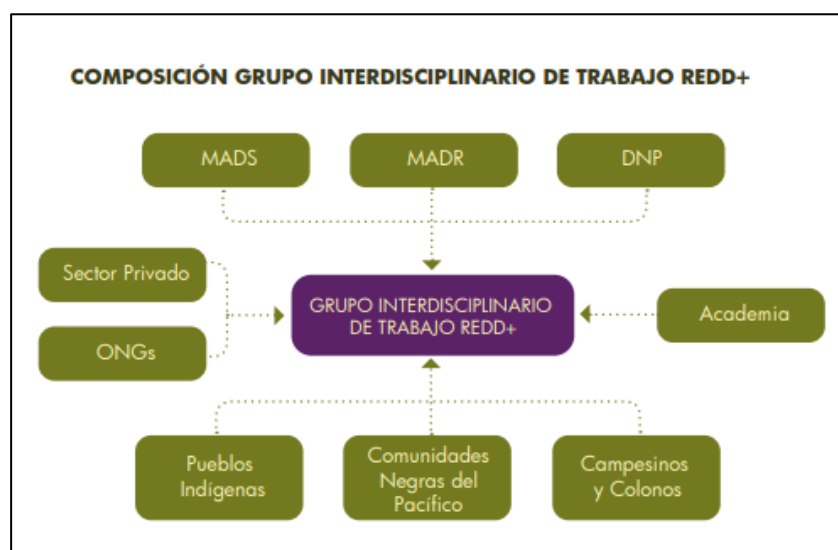 COMPOSICIÓN GRUPO INTERDISCIPLINARIO DE TRABAJO REDD+
MADS
MADR
DNP
Sector Privado
ONGs
GRUPO INTERDISCIPLINARIO
DE TRABAJO REDD+
Academia
Pueblos
Indígenas
Comunidades
Negras del
Pacífico
Campesinos
y Colonos